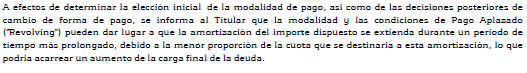 A efectos de determinar la elección inicial de la modalidad de pago, así como de las decisiones posteriores de
cambio de forma de pago, se informa al Titular que la modalidad y las condiciones de Pago Aplazado
("Revolving") pueden dar lugar a que la amortización del importe dispuesto se extienda durante un periodo de
tiempo más prolongado, debido a la menor proporción de la cuota que se destinaría a esta amortización, lo que
podría acarrear un aumento de la carga final de la deuda.